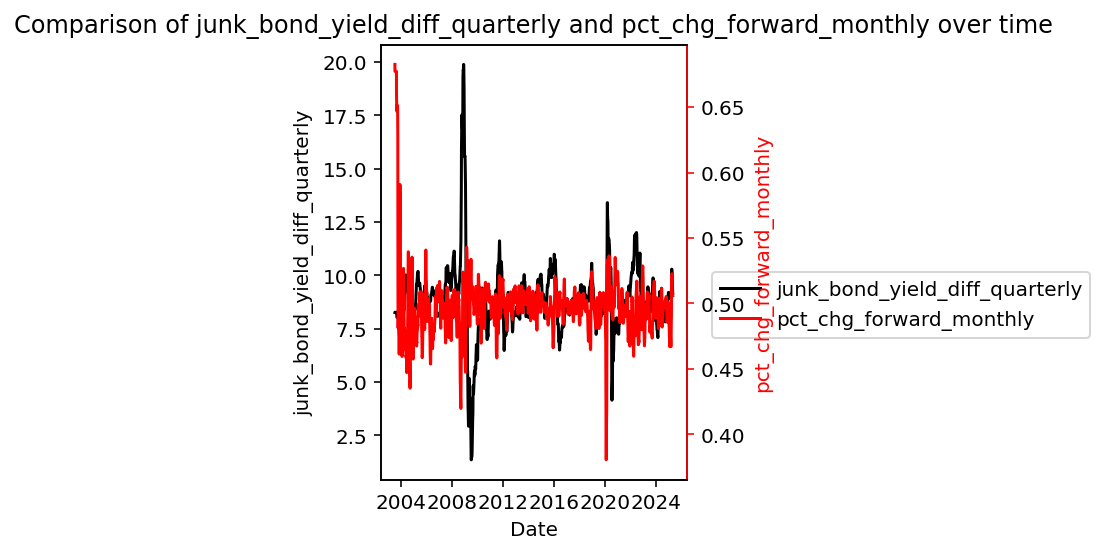 Comparison of junk_bond_yield_diff_quarterly and pct_chg_forward_monthly over time
junk_bond_yield_diff_quarterly
20.0
17.5
15.0
12.5
10.0
7.5
5.0
2.5
0.65
0.60
0.55
0.50
0.45
0.40
pct_chg_forward_monthly
junk_bond_yield_diff_quarterly
pct_chg_forward_monthly
2004 2008 2012 2016 2020 2024
Date